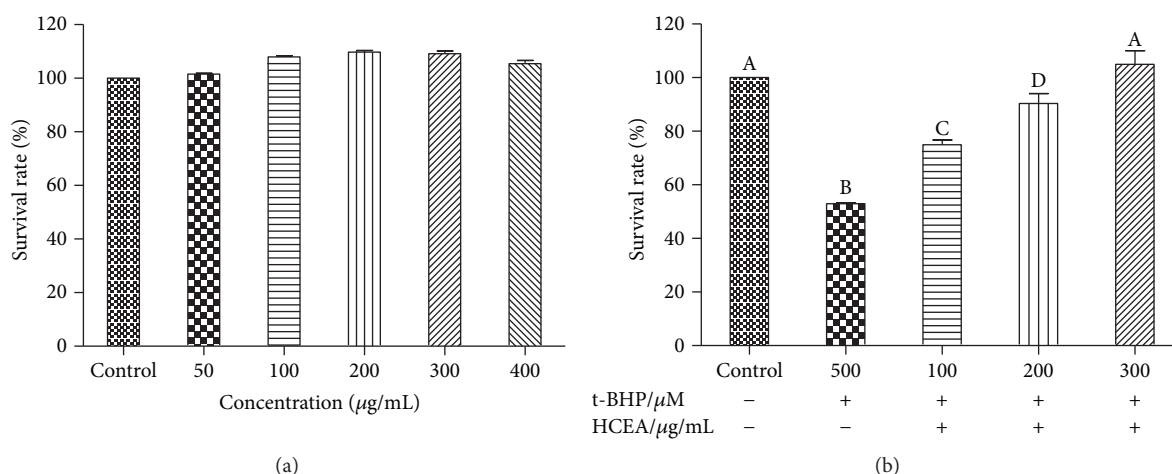 120
100
80
60
40
20
0
Survival rate (%)
Control 50 100 200 300 400
Concentration (μg/mL)
(a)
120
100
80
60
40
20
0
Survival rate (%)
A
B
C
D
A
Control 500 100 200 300
t-BHP/μM − + + + +
HCEA/μg/mL − − + + +
(b)